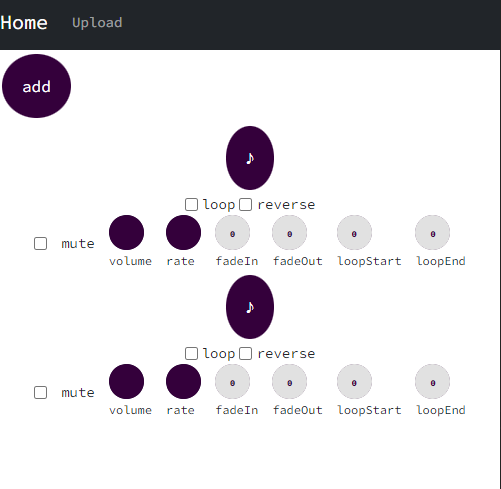 Home Upload
add
♪
loop reverse
0 0 0 0
mute
volume rate fadeIn fadeOut loopStart loopEnd
♪
loop reverse
0 0 0 0
mute
volume rate fadeIn fadeOut loopStart loopEnd